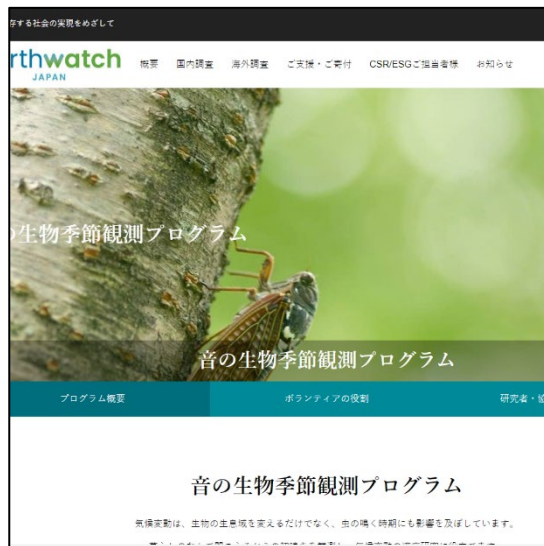 存する社会の実現をめざして
rthwatch
JAPAN
概要 国内調査 海外調査 ご支援・ご寄付 CSR/ESGご担当者様 お知らせ
の生物季節観測プログラム
音の生物季節観測プログラム
プログラム概要 ボランティアの役割 研究者・協
音の生物季節観測プログラム
気候変動は、生物の生息域を変えるだけでなく、虫の鳴く時期にも影響を及ぼしています。